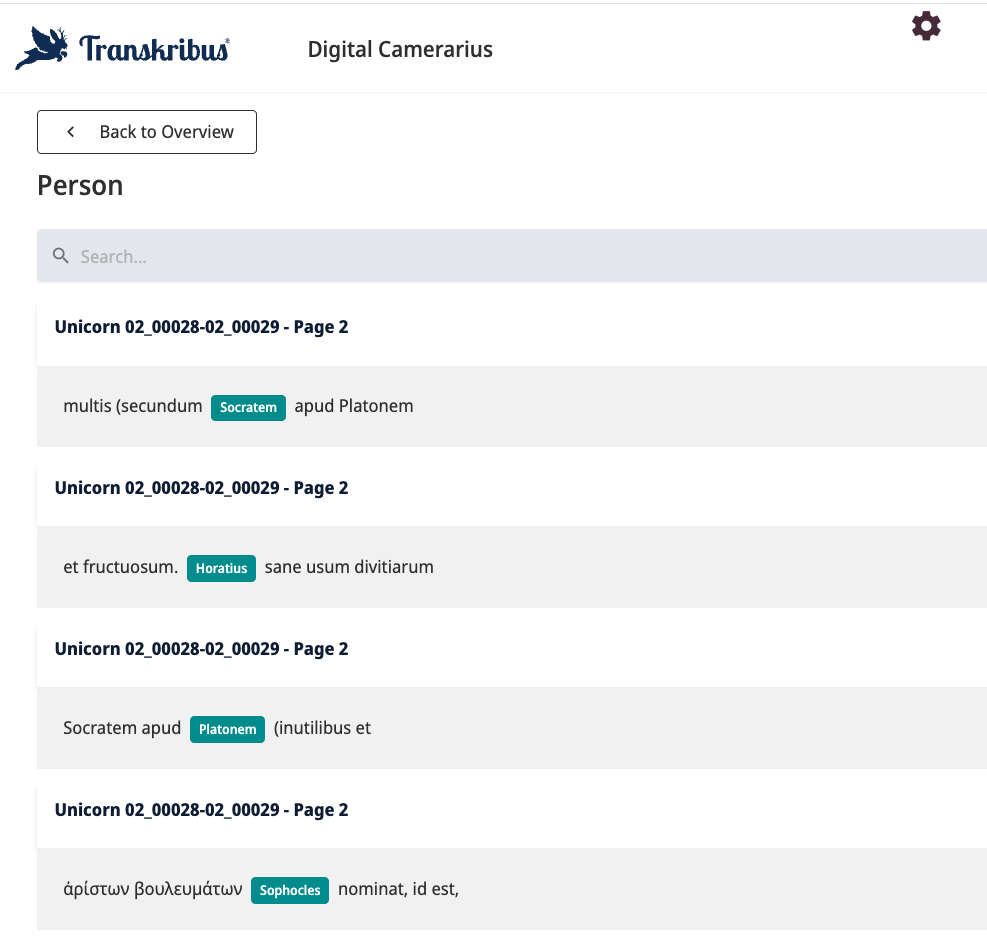 Transkribus®
Digital Camerarius
Back to Overview
Person
Search...
Unicorn 02_00028-02_00029 - Page 2
multis (secundum Socratem apud Platonem
Unicorn 02_00028-02_00029 - Page 2
et fructuosum. Horatius sane usum divitiarum
Unicorn 02_00028-02_00029 - Page 2
Socratem apud Platonem (inutilibus et
Unicorn 02_00028-02_00029 - Page 2
ἀρίστων βουλευμάτων Sophocles nominat, id est,